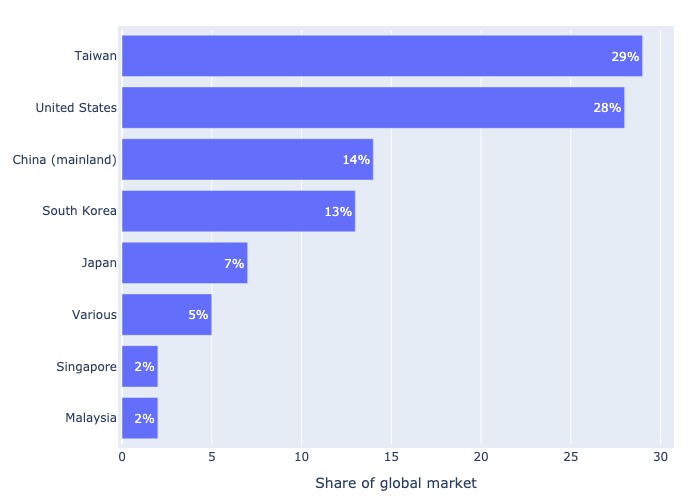 Taiwan 29%
United States 28%
China (mainland) 14%
South Korea 13%
Japan 7%
Various 5%
Singapore 2%
Malaysia 2%
0 5 10 15 20 25 30
Share of global market